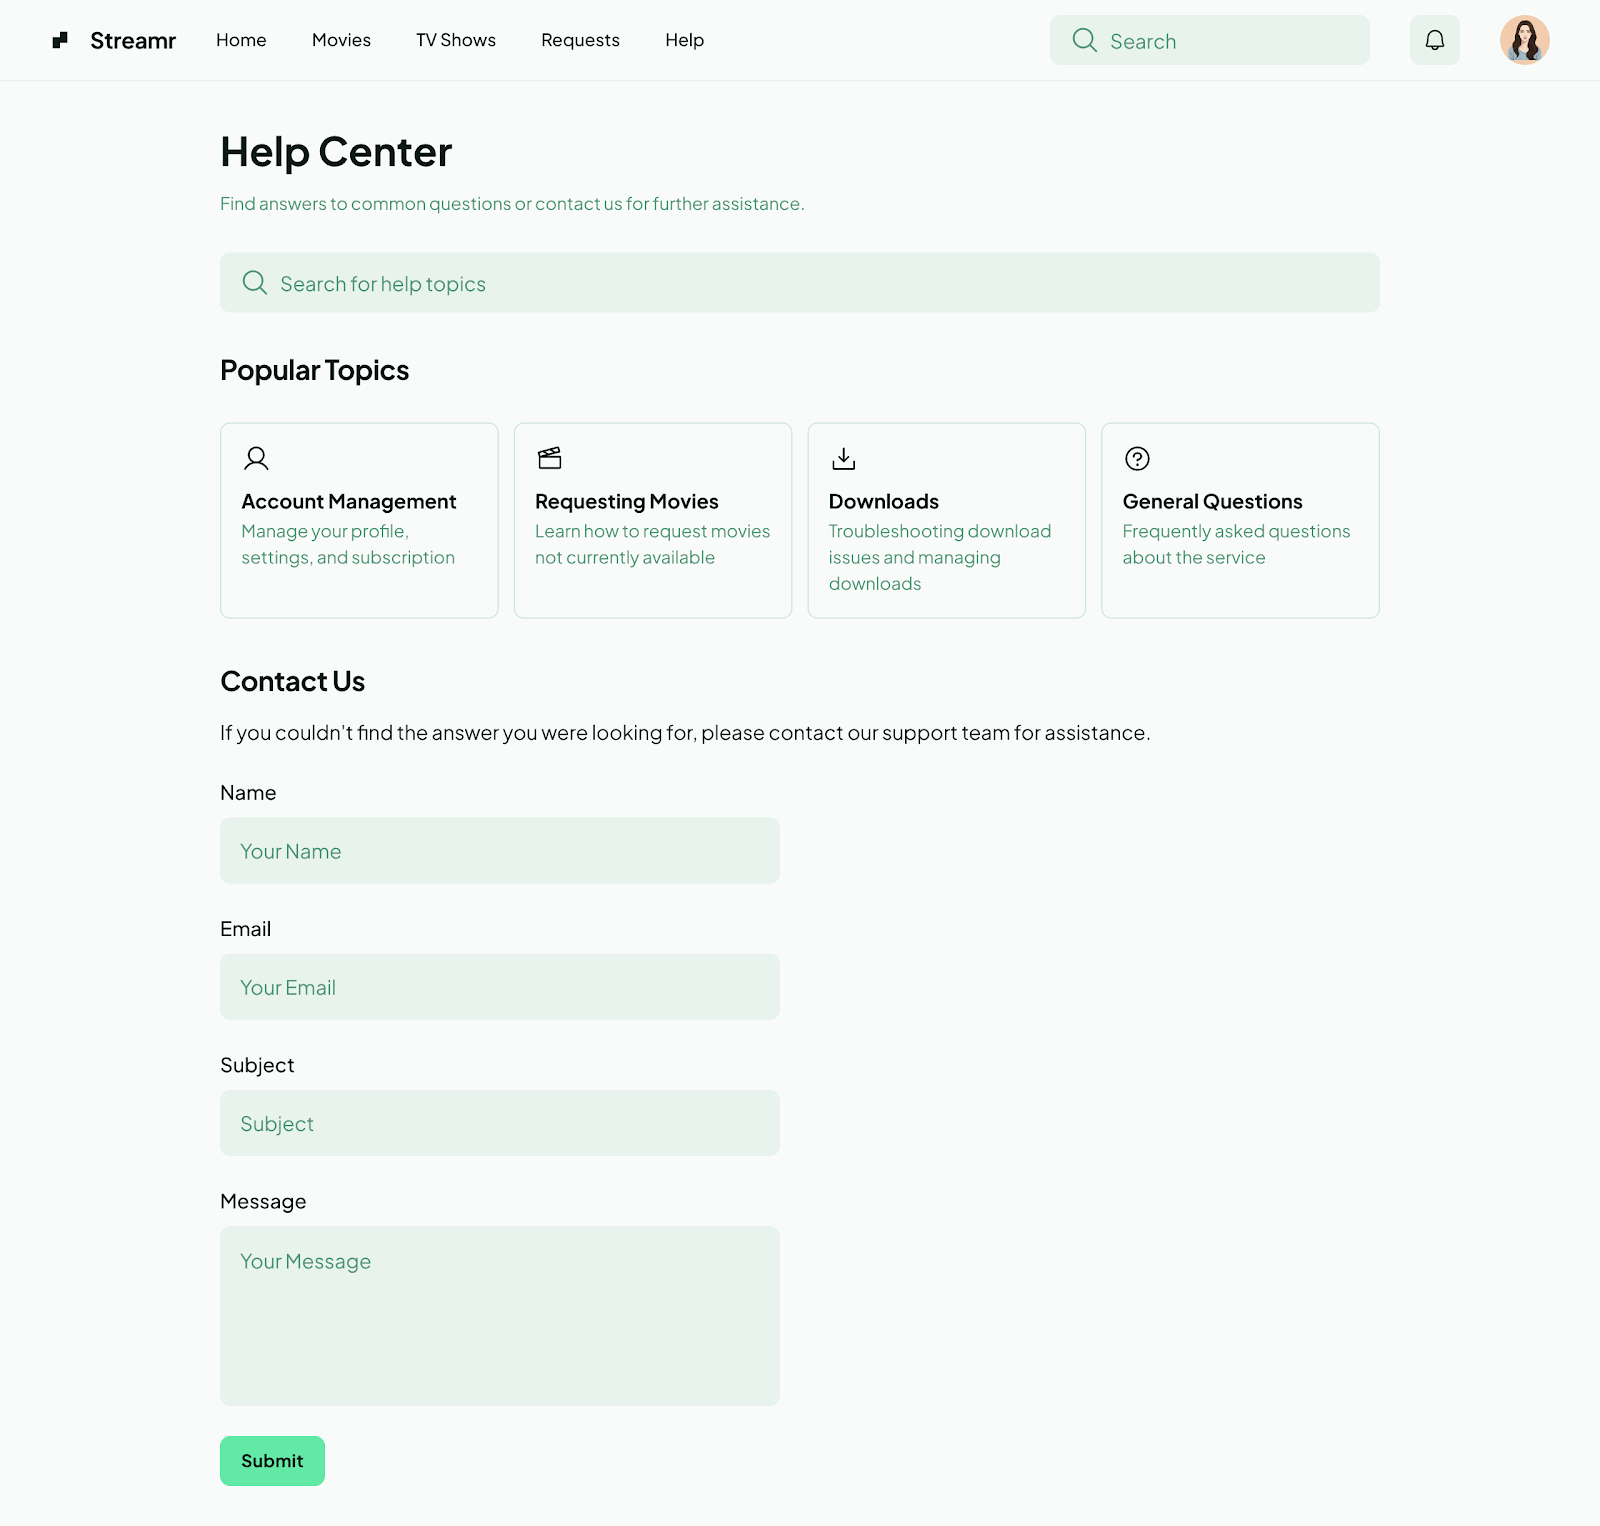 Streamr Home Movies TV Shows Requests Help Search
Help Center
Find answers to common questions or contact us for further assistance.
Search for help topics
Popular Topics
Account Management
Manage your profile,
settings, and subscription
Requesting Movies
Learn how to request movies
not currently available
Downloads
Troubleshooting download
issues and managing
downloads
General Questions
Frequently asked questions
about the service
Contact Us
If you couldn't find the answer you were looking for, please contact our support team for assistance.
Name
Your Name
Email
Your Email
Subject
Subject
Message
Your Message
Submit